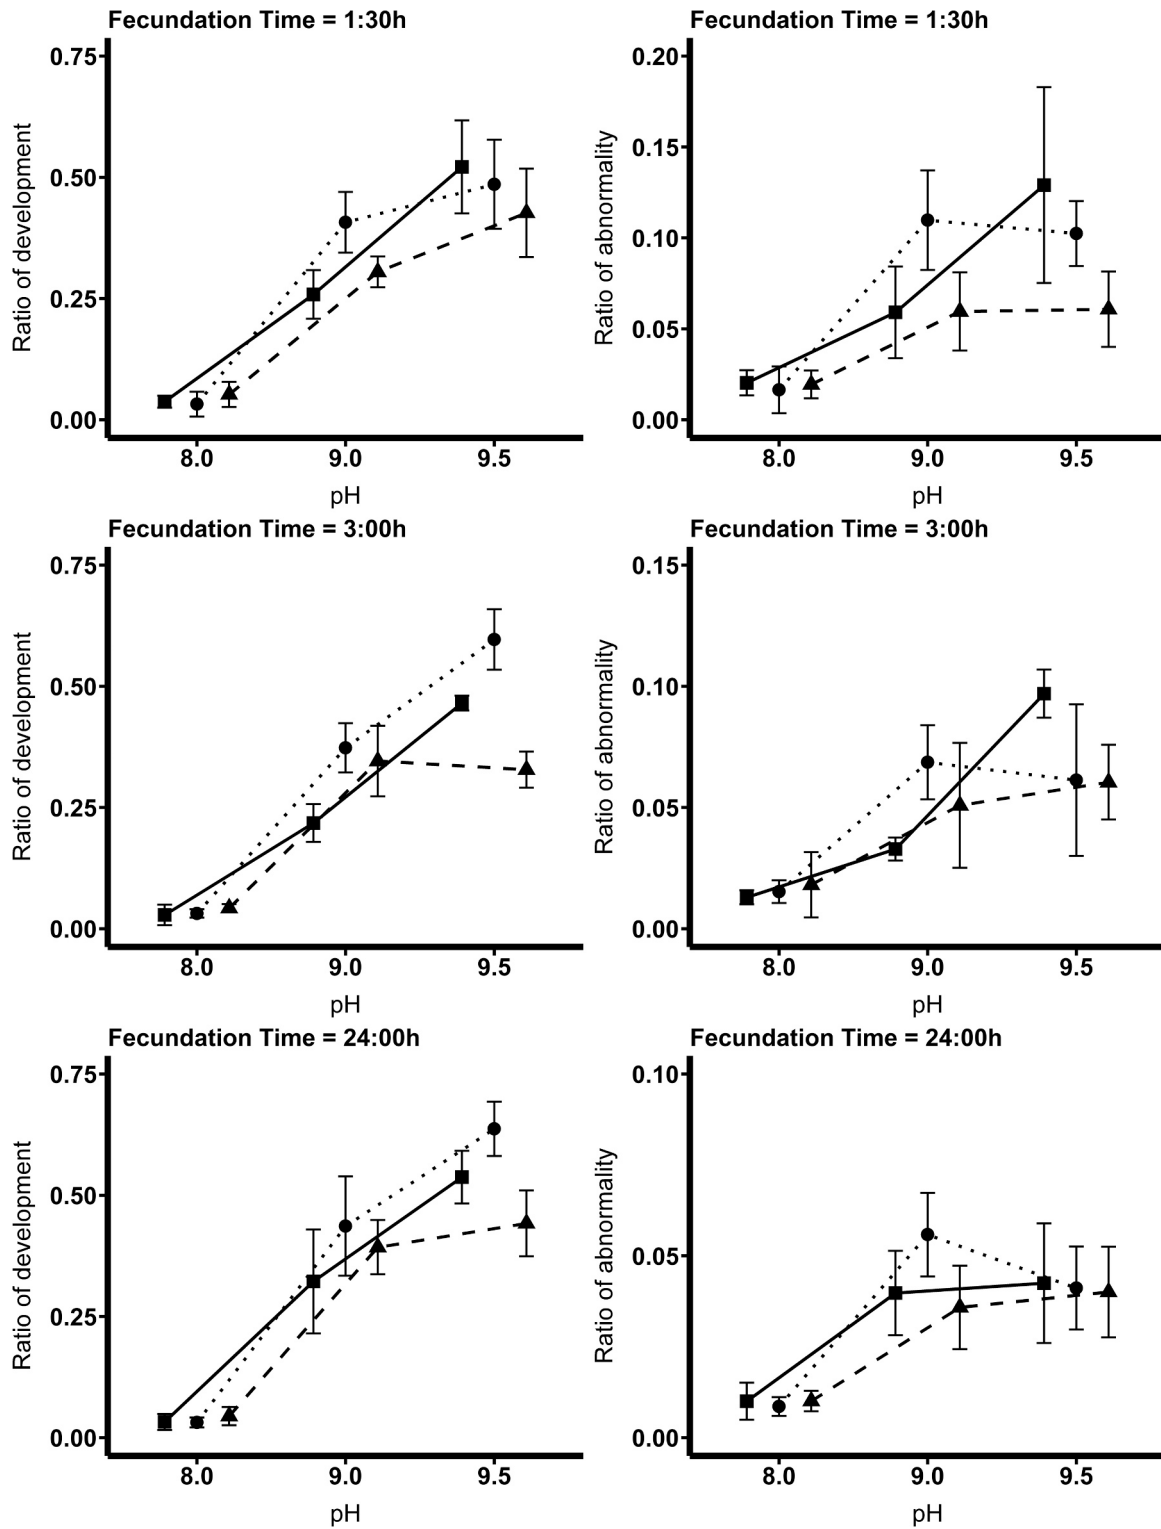 Fecundation Time = 1:30h
Ratio of development
0.75
0.50
0.25
0.00
8.0 9.0 9.5
pH
Fecundation Time = 1:30h
Ratio of abnormality
0.20
0.15
0.10
0.05
0.00
8.0 9.0 9.5
pH
Fecundation Time = 3:00h
Ratio of development
0.75
0.50
0.25
0.00
8.0 9.0 9.5
pH
Fecundation Time = 3:00h
Ratio of abnormality
0.15
0.10
0.05
0.00
8.0 9.0 9.5
pH
Fecundation Time = 24:00h
Ratio of development
0.75
0.50
0.25
0.00
8.0 9.0 9.5
pH
Fecundation Time = 24:00h
Ratio of abnormality
0.10
0.05
0.00
8.0 9.0 9.5
pH